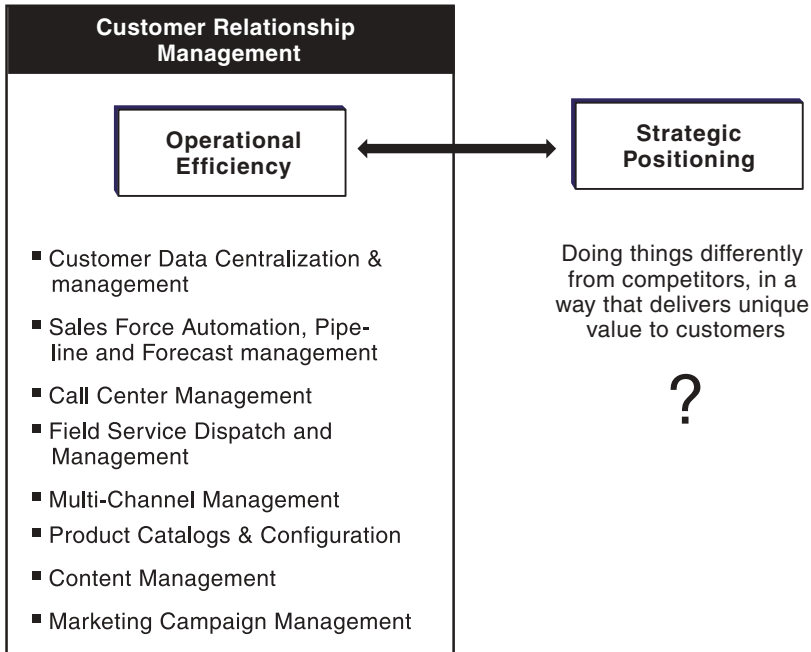 Customer Relationship
Management
Operational
Efficiency
■ Customer Data Centralization &
management
■ Sales Force Automation, Pipe-
line and Forecast management
■ Call Center Management
■ Field Service Dispatch and
Management
■ Multi-Channel Management
■ Product Catalogs & Configuration
■ Content Management
■ Marketing Campaign Management
Strategic
Positioning
Doing things differently
from competitors, in a
way that delivers unique
value to customers
?